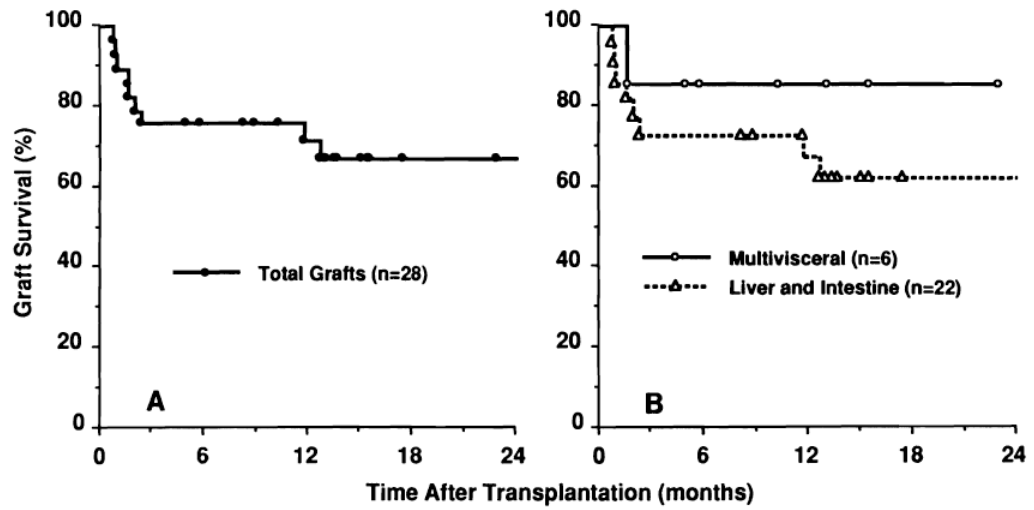 Graft Survival (%)
100
80
60
40
20
0
Total Grafts (n=28)
A
0 6 12 18 24
100
80
60
40
20
0
Multivisceral (n=6)
Liver and Intestine (n=22)
B
0 6 12 18 24
Time After Transplantation (months)